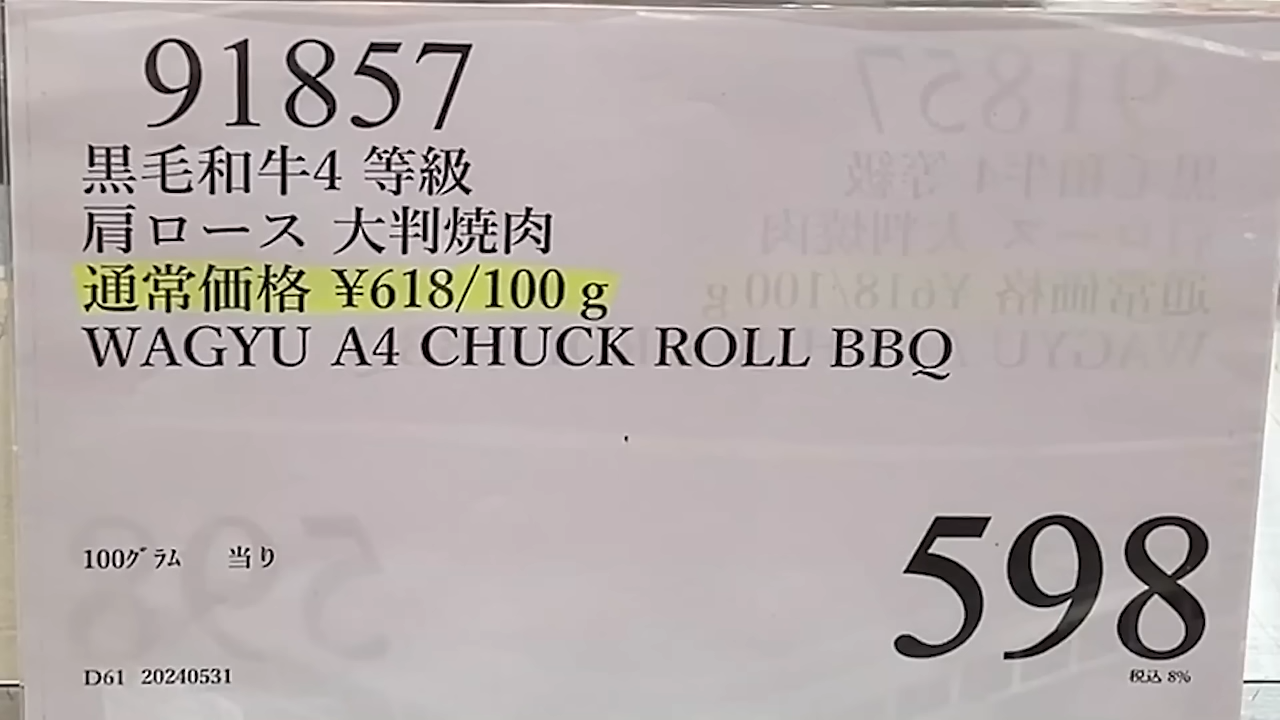 91857
黒毛和牛4 等級
肩ロース 大判焼肉
通常価格 ¥618/100 g
WAGYU A4 CHUCK ROLL BBQ
100ｸﾞﾗﾑ 当り
598
税込 8%
D61 20240531